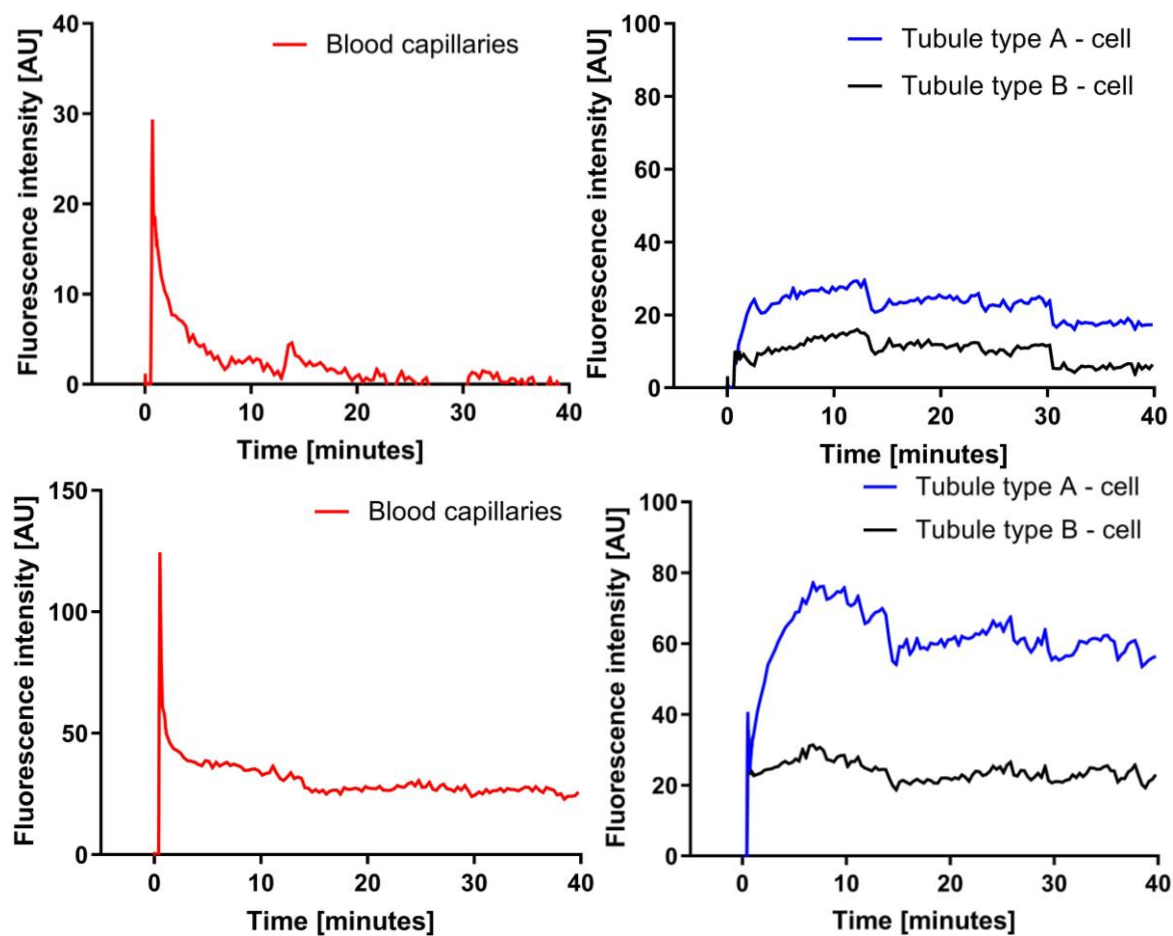 40
30
20
10
0
Fluorescence intensity [AU]
Blood capillaries
0 10 20 30 40
Time [minutes]
100
80
60
40
20
0
Fluorescence intensity [AU]
Tubule type A - cell
Tubule type B - cell
0 10 20 30 40
Time [minutes]
150
100
50
0
Fluorescence intensity [AU]
Blood capillaries
0 10 20 30 40
Time [minutes]
100
80
60
40
20
0
Fluorescence intensity [AU]
Tubule type A - cell
Tubule type B - cell
0 10 20 30 40
Time [minutes]